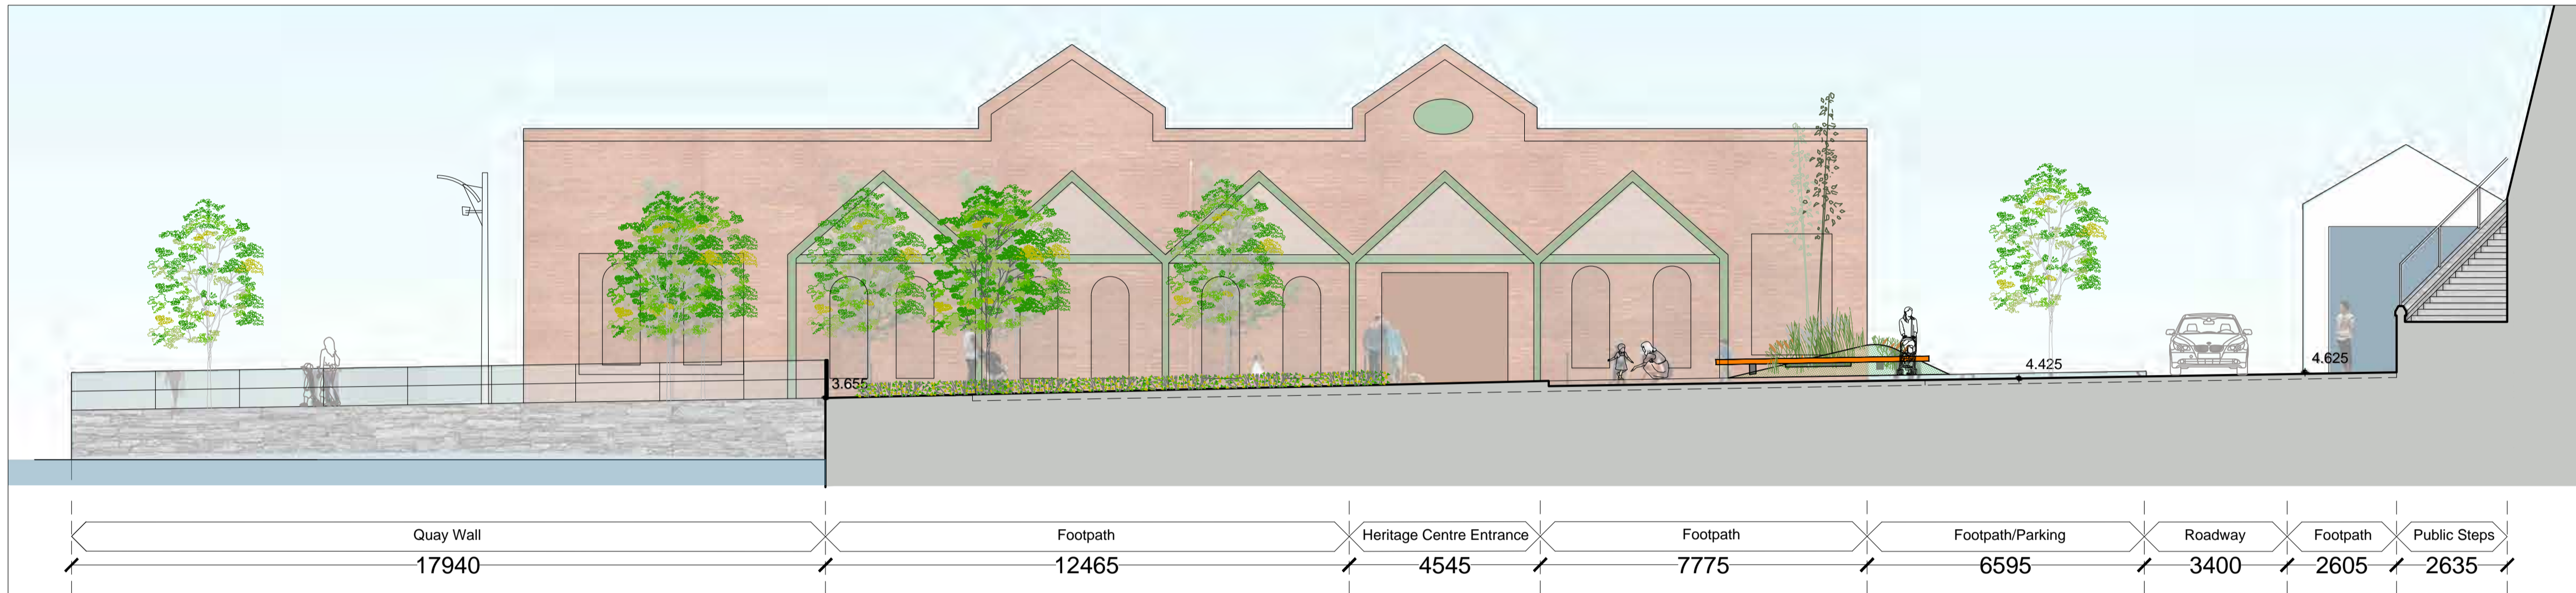 3.655
4.425
4.625
Quay Wall
Footpath
Heritage Centre Entrance
Footpath
Footpath/Parking
Roadway
Footpath
Public Steps
17940
12465
4545
7775
6595
3400
2605
2635